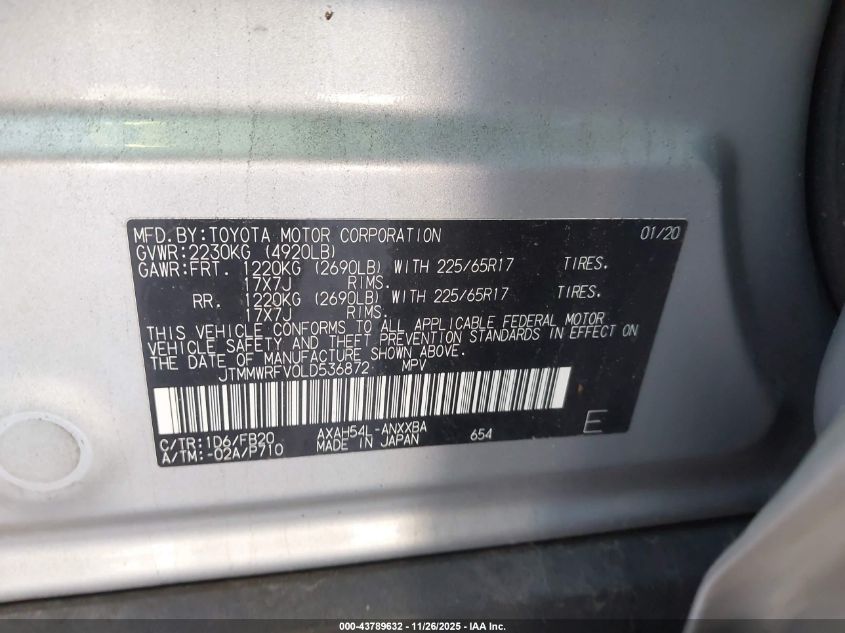 MFD.BY:TOYOTA MOTOR CORPORATION 01/20
GVWR:2230KG (4920LB)
GAWR:FRT. 1220KG (2690LB) WITH 225/65R17 TIRES.
17X7J RIMS.
RR. 1220KG (2690LB) WITH 225/65R17 TIRES.
17X7J RIMS.
THIS VEHICLE CONFORMS TO ALL APPLICABLE FEDERAL MOTOR
VEHICLE SAFETY AND THEFT PREVENTION STANDARDS IN EFFECT ON
THE DATE OF MANUFACTURE SHOWN ABOVE.
JTMMWRFV0LD536872 MPV
C/TR:1D6/FB20 AXAH54L-ANXXBA 654 E
A/TM:-02A/P710 MADE IN JAPAN
000-43789632 - 11/26/2025 - IAA Inc.